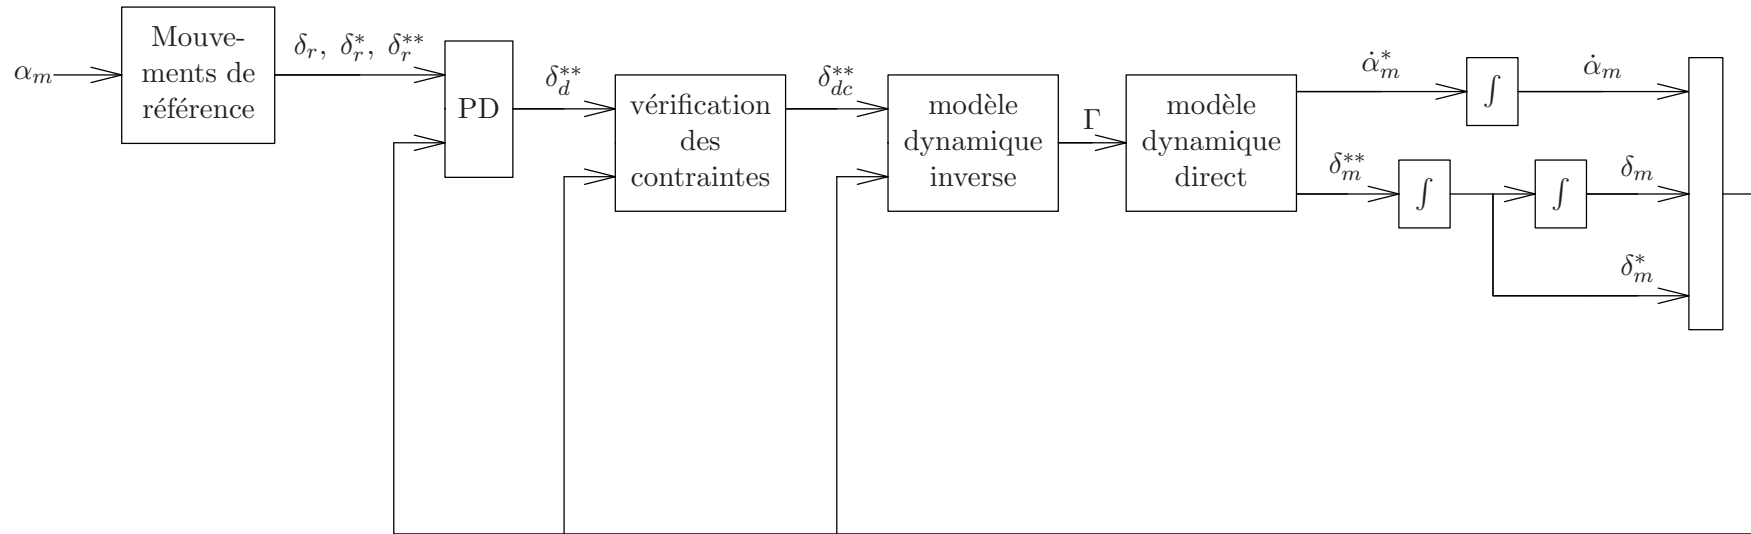 α_m
Mouve-
ments de
référence
δ_r, δ_r^*, δ_r^{**}
PD
δ_d^{**}
vérification
des
contraintes
δ_{dc}^{**}
modèle
dynamique
inverse
Γ
modèle
dynamique
direct
α̇_m^*
∫
α̇_m
δ_m^{**}
∫
∫
δ_m
δ_m^*